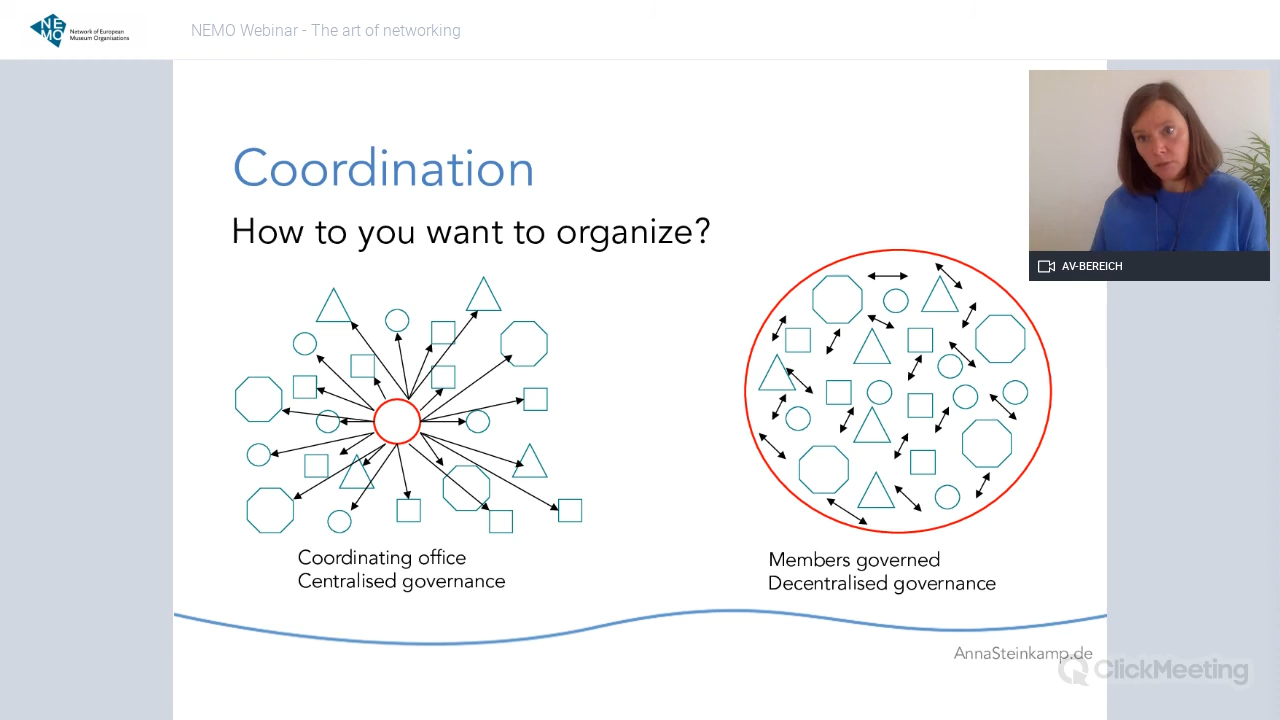 NE
MO
Network of European
Museum Organisations
NEMO Webinar - The art of networking
Coordination
How to you want to organize?
AV-BEREICH
Coordinating office
Centralised governance
Members governed
Decentralised governance
AnnaSteinkamp.de
ClickMeeting